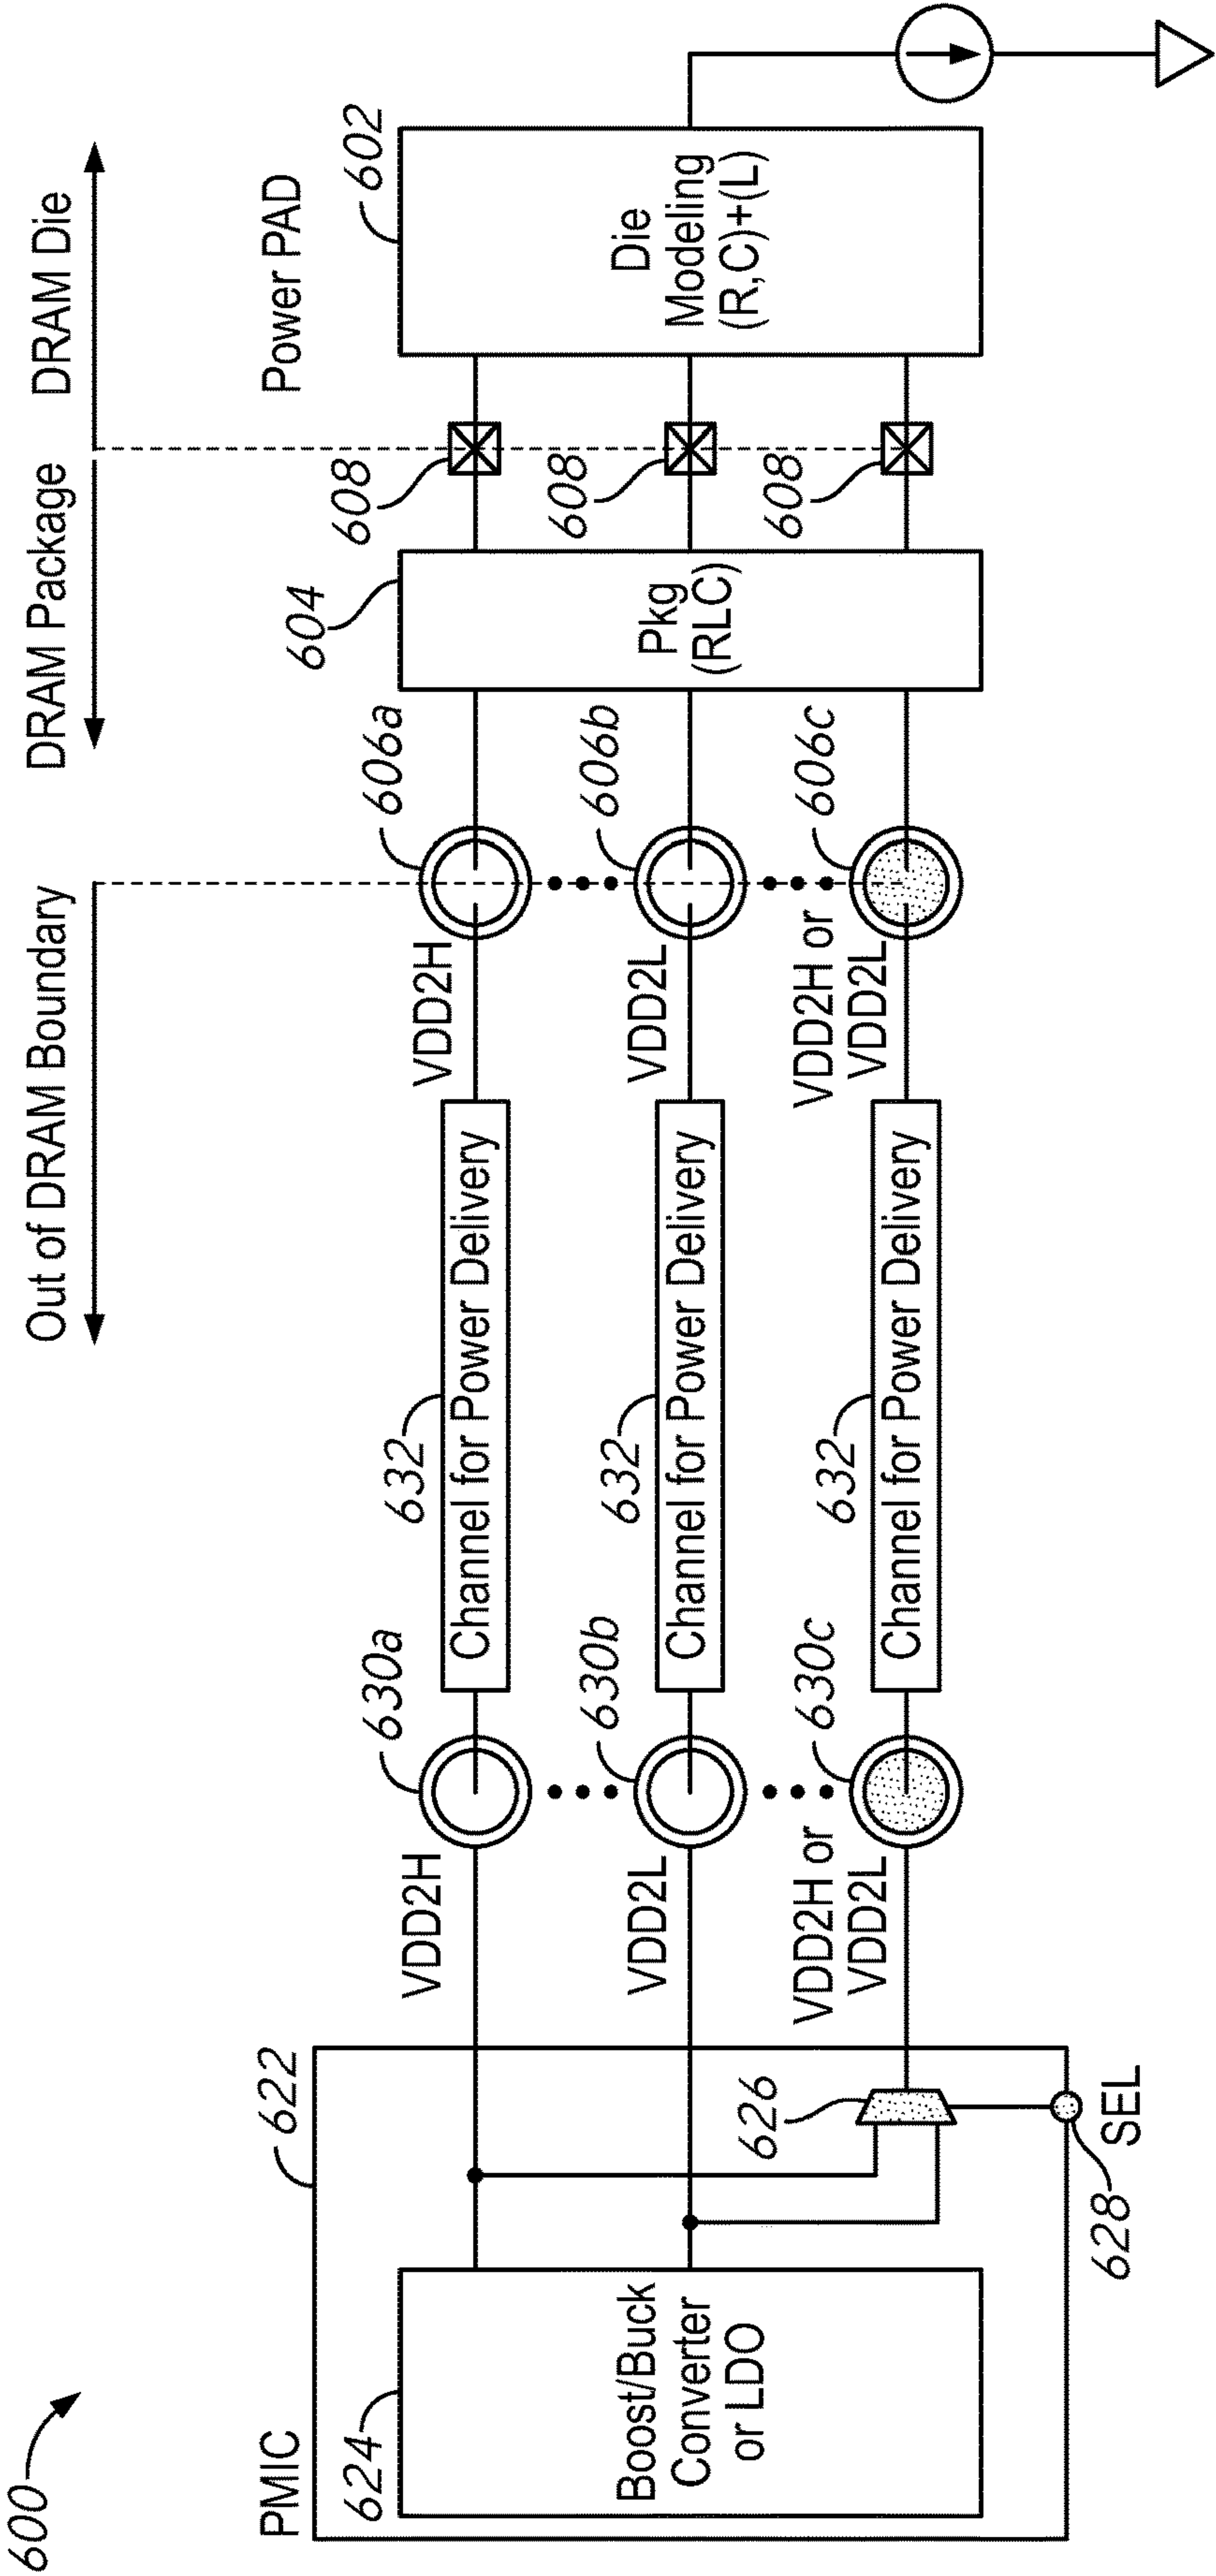 600
Out of DRAM Boundary
DRAM Package
DRAM Die
PMIC
622
624
Boost/Buck
Converter
or LDO
626
628
SEL
VDD2H
630a
632
Channel for Power Delivery
VDD2H
606a
604
Pkg
(RLC)
608
Power PAD
602
Die
Modeling
(R,C)+(L)
VDD2L
630b
632
Channel for Power Delivery
VDD2L
606b
608
VDD2H or
VDD2L
630c
632
Channel for Power Delivery
VDD2H or
VDD2L
606c
608